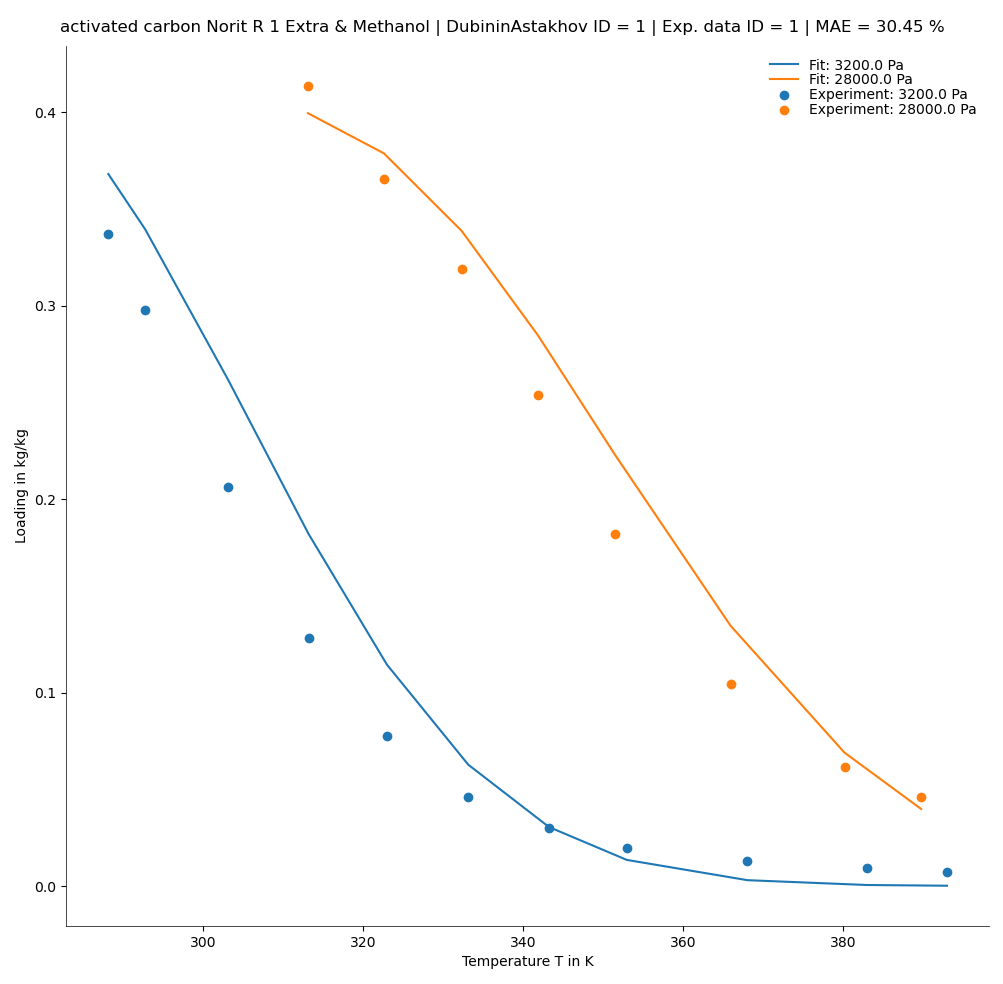 activated carbon Norit R 1 Extra & Methanol | DubininAstakhov ID = 1 | Exp. data ID = 1 | MAE = 30.45 %
Fit: 3200.0 Pa
Fit: 28000.0 Pa
Experiment: 3200.0 Pa
Experiment: 28000.0 Pa
0.4
0.3
0.2
0.1
0.0
Loading in kg/kg
300 320 340 360 380
Temperature T in K